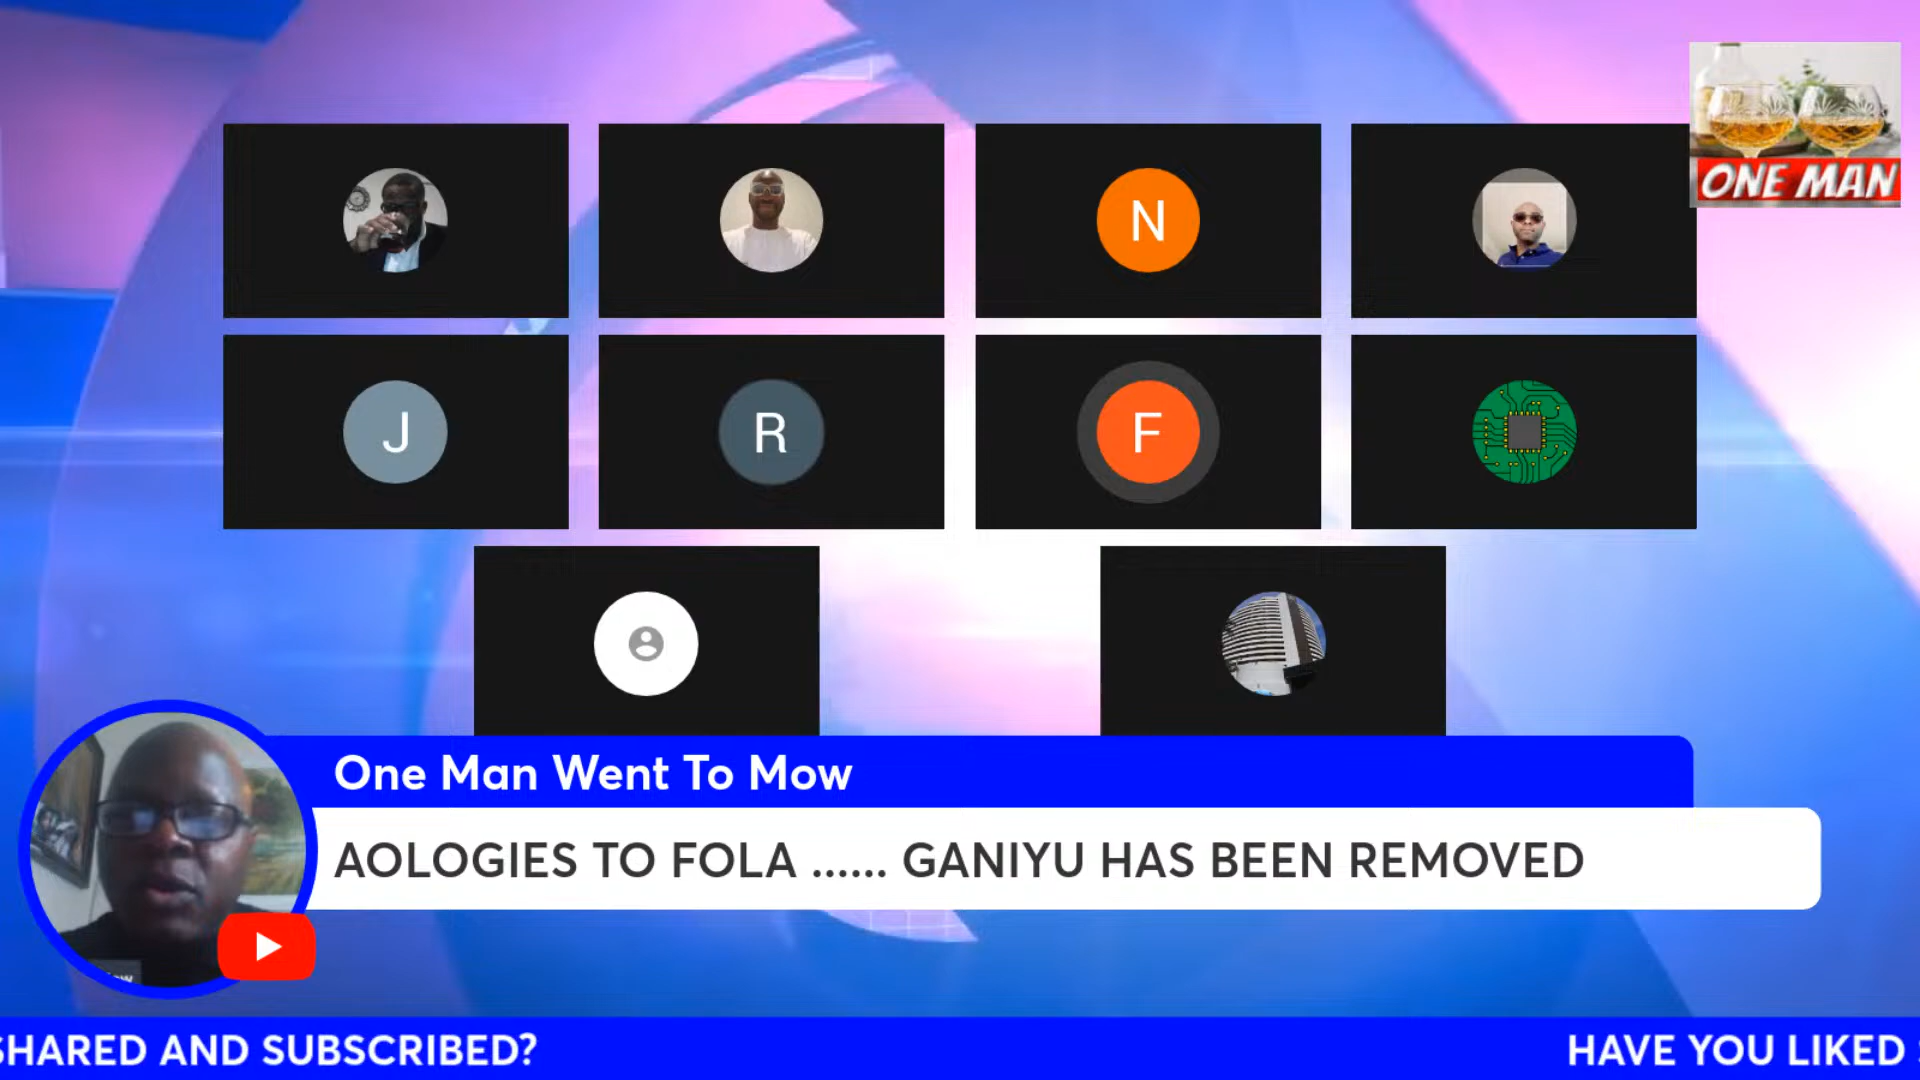 ONE MAN
N
J
R
F
One Man Went To Mow
AOLOGIES TO FOLA ...... GANIYU HAS BEEN REMOVED
SHARED AND SUBSCRIBED?
HAVE YOU LIKED